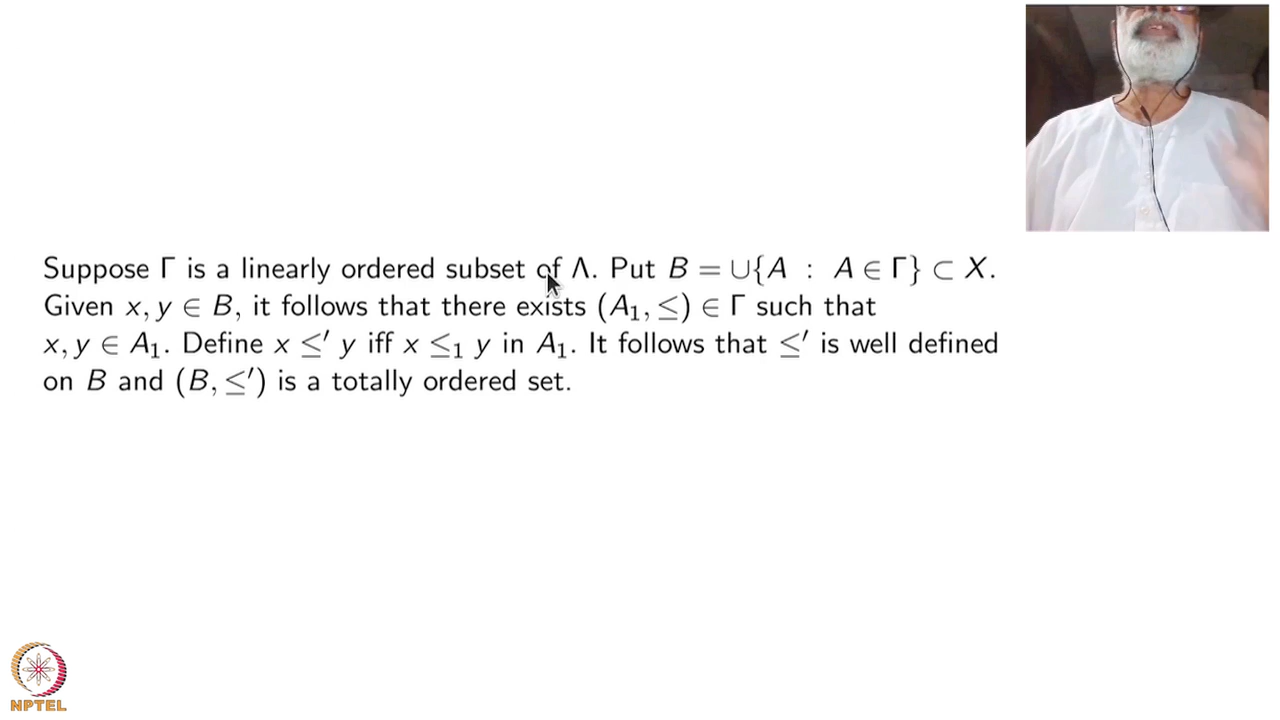 Suppose Γ is a linearly ordered subset of Λ. Put B = ∪{A : A ∈ Γ} ⊂ X.
Given x, y ∈ B, it follows that there exists (A₁, ≤) ∈ Γ such that
x, y ∈ A₁. Define x ≤′ y iff x ≤₁ y in A₁. It follows that ≤′ is well defined
on B and (B, ≤′) is a totally ordered set.
NPTEL